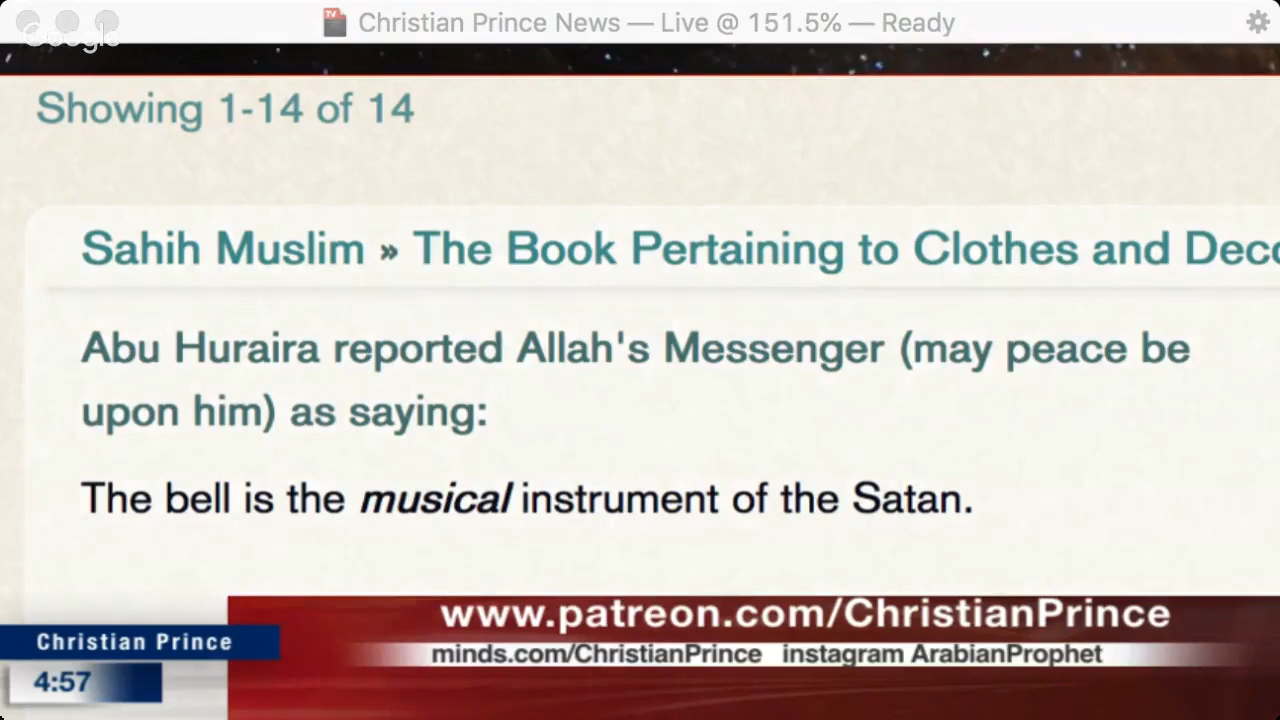 Christian Prince News — Live @ 151.5% — Ready
Google
Showing 1-14 of 14
Sahih Muslim » The Book Pertaining to Clothes and Deco
Abu Huraira reported Allah's Messenger (may peace be
upon him) as saying:
The bell is the musical instrument of the Satan.
www.patreon.com/ChristianPrince
Christian Prince
minds.com/ChristianPrince instagram ArabianProphet
4:57